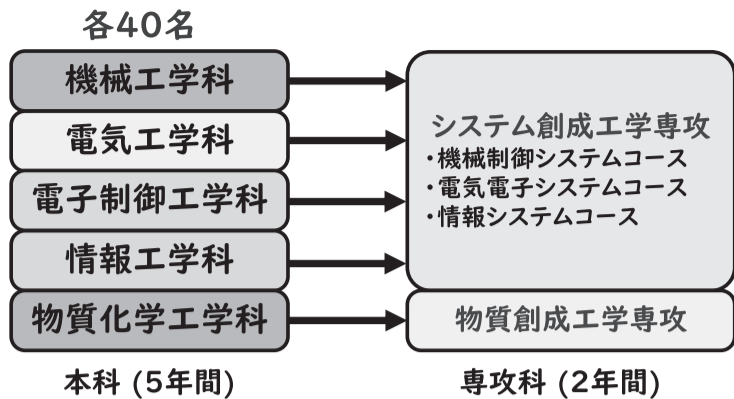 各40名
機械工学科
電気工学科
電子制御工学科
情報工学科
物質化学工学科
本科 (5年間)
システム創成工学専攻
・機械制御システムコース
・電気電子システムコース
・情報システムコース
物質創成工学専攻
専攻科 (2年間)